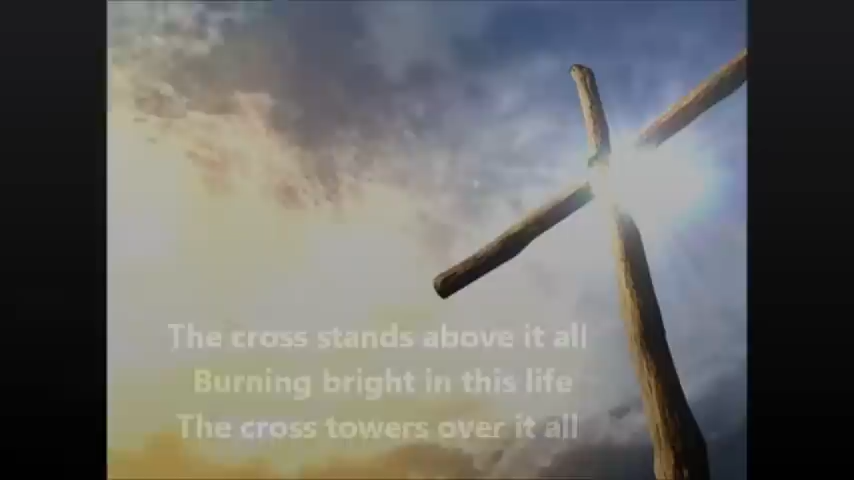 The cross stands above it all
Burning bright in this life
The cross towers over it all